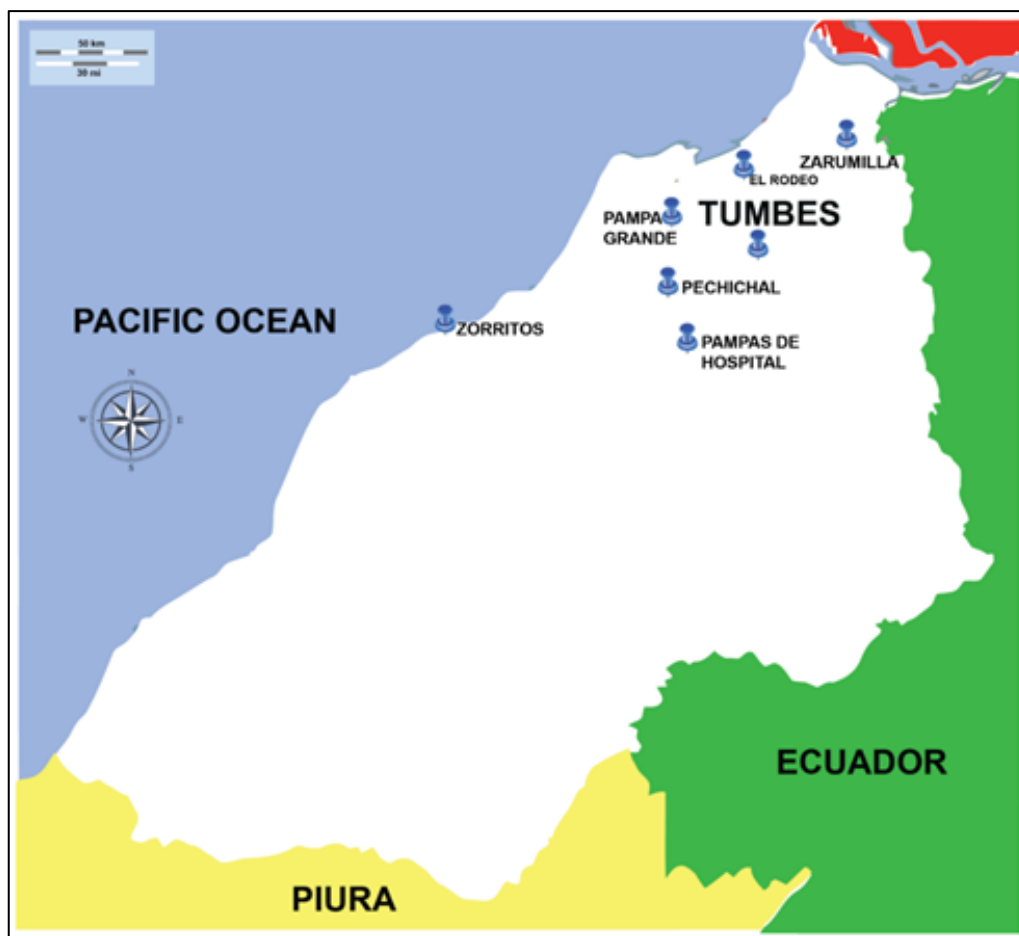 50 km
30 mi
ZARUMILLA
EL RODEO
PAMPA
GRANDE
TUMBES
PECHICHAL
PACIFIC OCEAN
ZORRITOS
PAMPAS DE
HOSPITAL
N
W
E
S
ECUADOR
PIURA